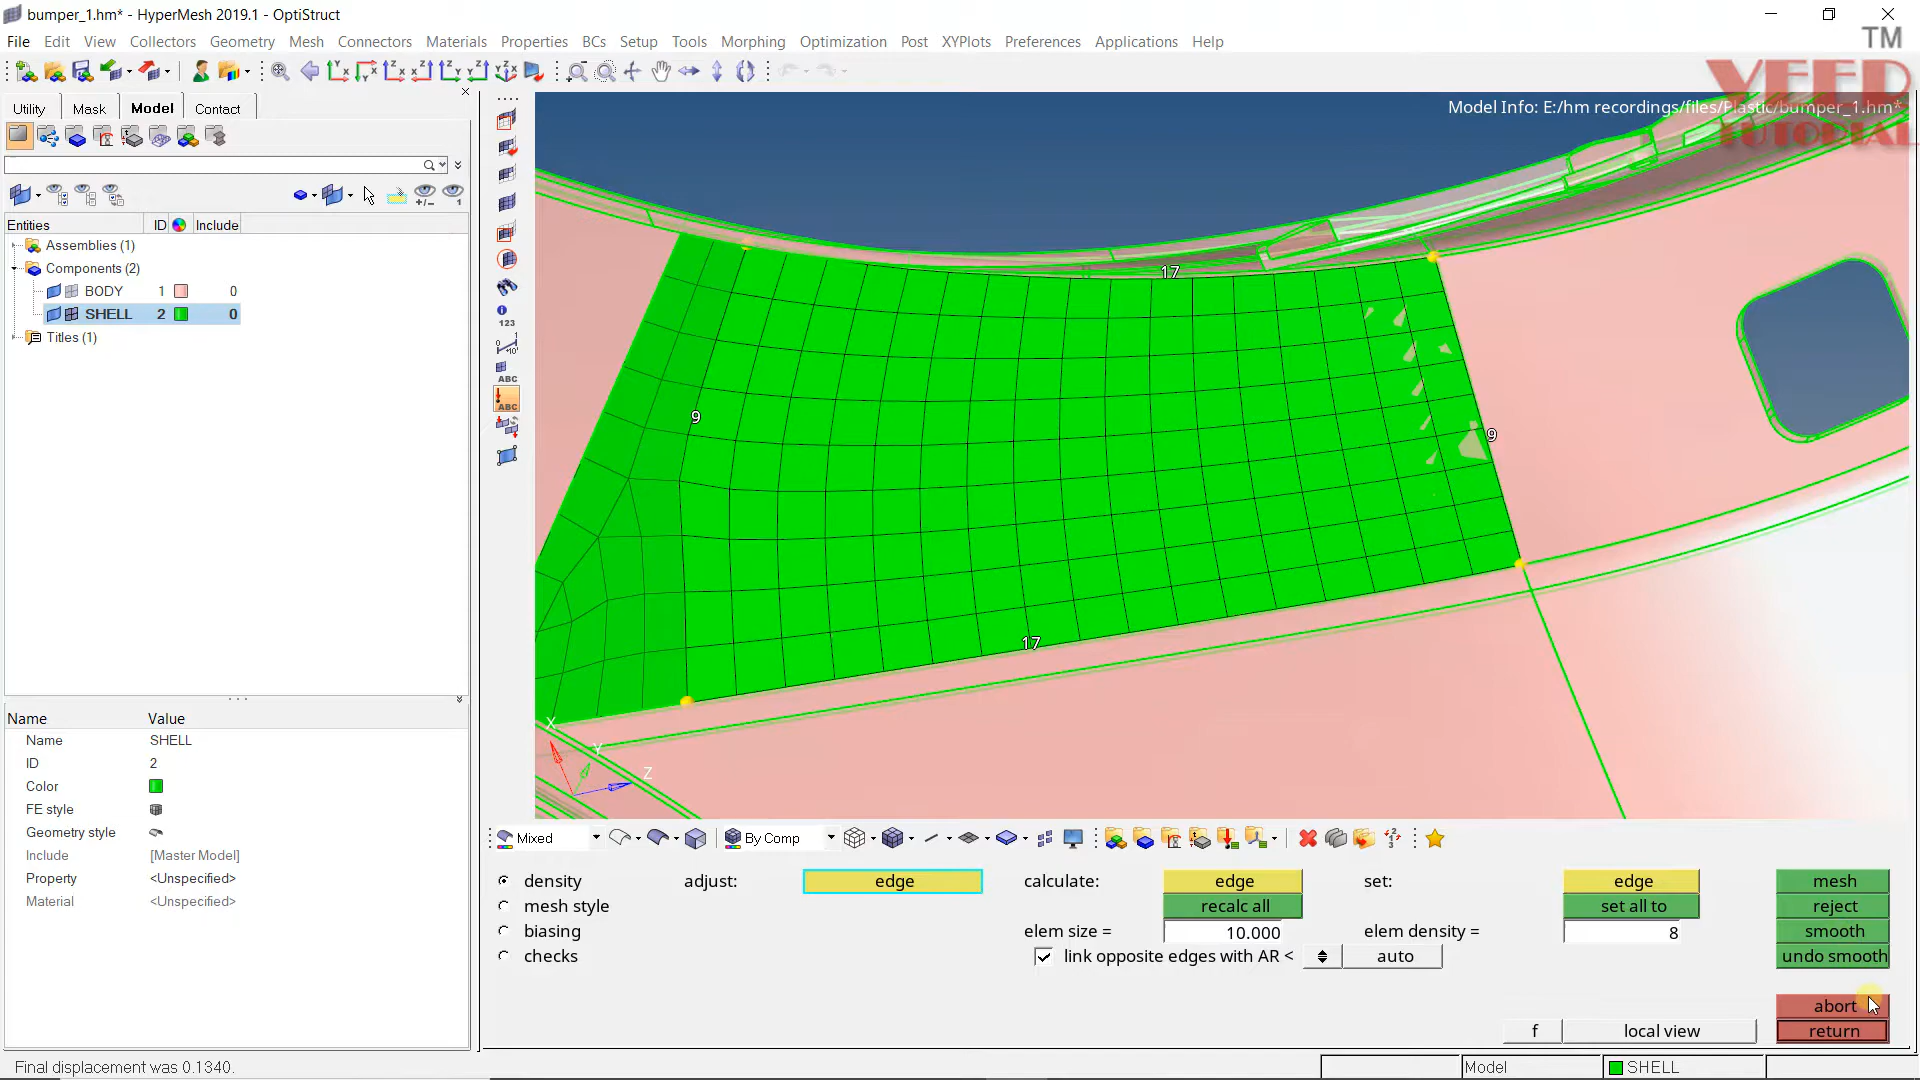 bumper_1.hm* - HyperMesh 2019.1 - OptiStruct
TM
File Edit View Collectors Geometry Mesh Connectors Materials Properties BCs Setup Tools Morphing Optimization Post XYPlots Preferences Applications Help
VEED
TUTORIAL
Utility Mask Model Contact
Model Info: E:/hm recordings/files/Plastic/bumper_1.hm*
Entities ID Include
Assemblies (1)
Components (2)
BODY 1 0
SHELL 2 0
Titles (1)
123
ABC
ABC
17
9
9
17
X
Y
Z
Name Value
Name SHELL
ID 2
Color
FE style
Geometry style
Include [Master Model]
Property <Unspecified>
Material <Unspecified>
Mixed By Comp
density adjust: edge calculate: edge set: edge mesh
mesh style recalc all set all to reject
biasing elem size = 10.000 elem density = 8 smooth
checks link opposite edges with AR < auto undo smooth
abort
f local view return
Final displacement was 0.1340. Model SHELL